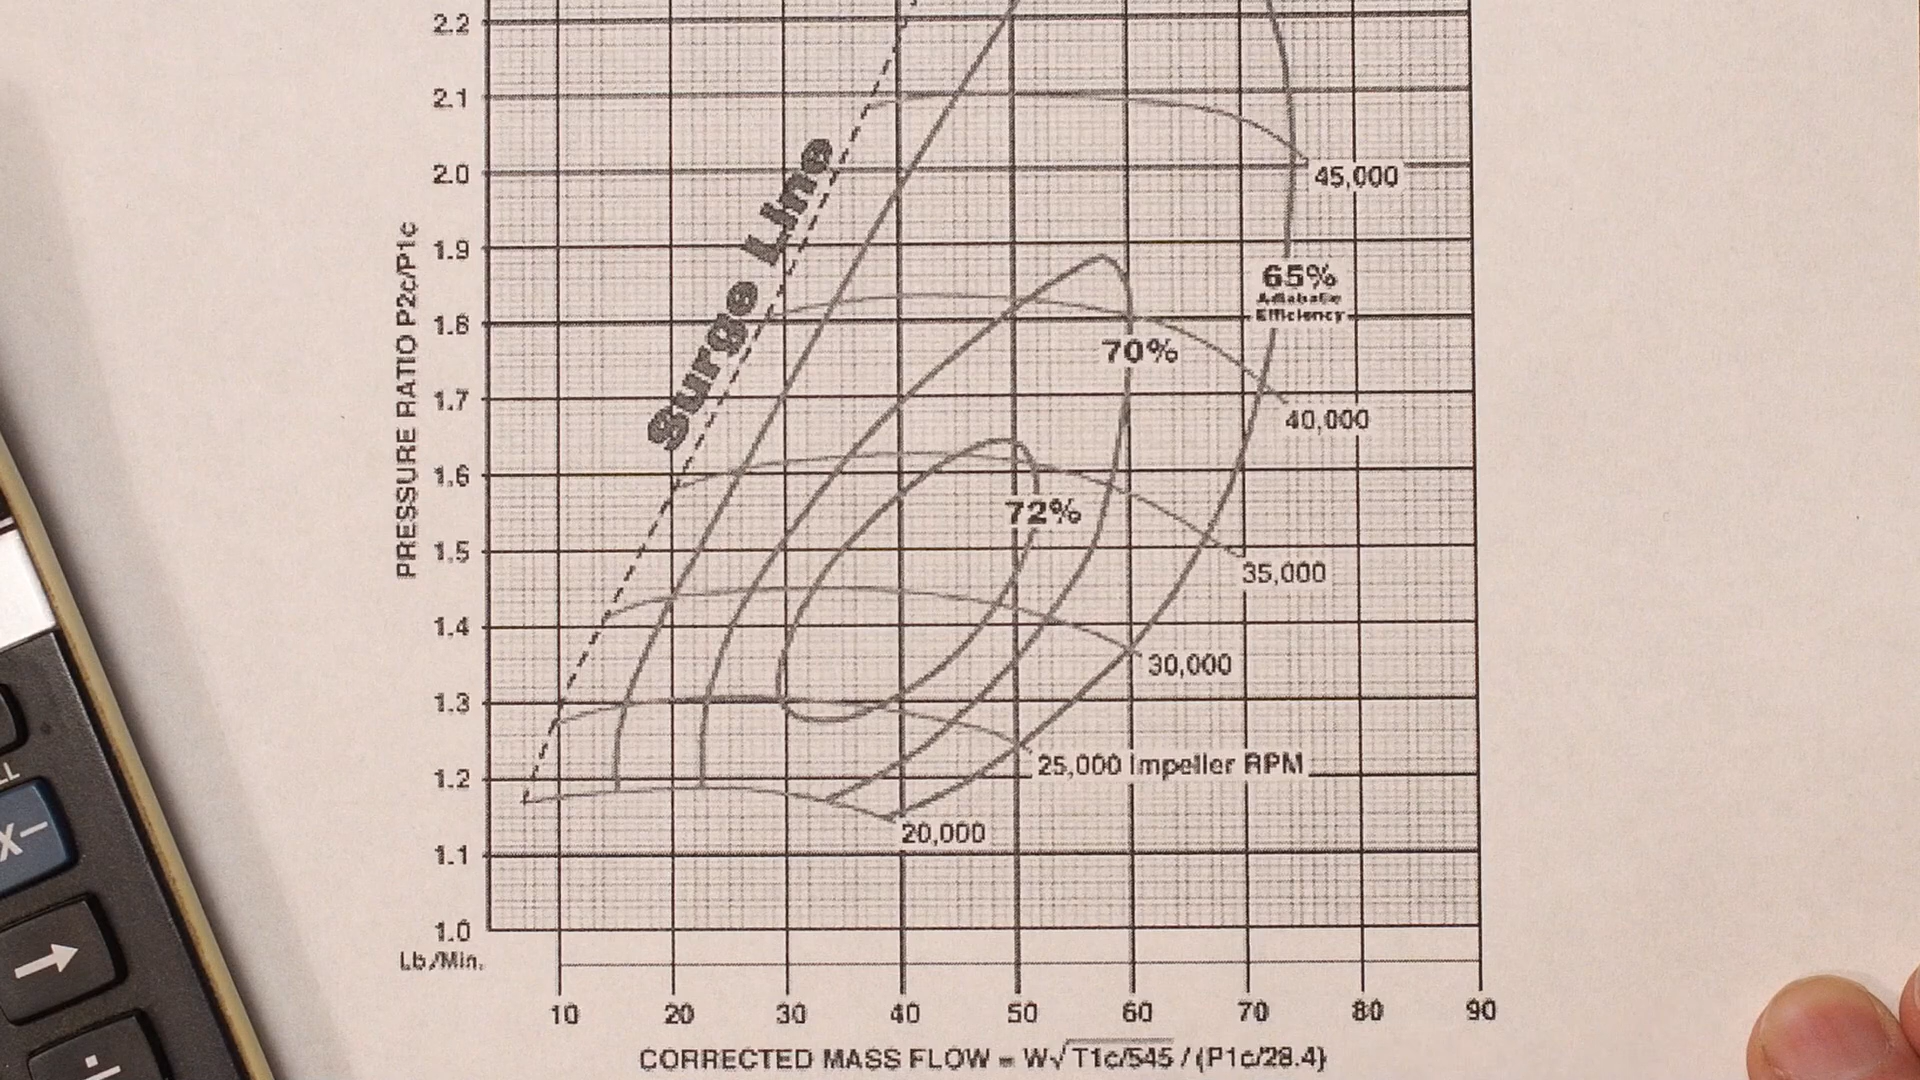 2.2
2.1
2.0
1.9
1.8
1.7
1.6
1.5
1.4
1.3
1.2
1.1
1.0
PRESSURE RATIO P2c/P1c
Surge Line
45,000
65%
Adiabatic
Efficiency
70%
40,000
72%
35,000
30,000
25,000 Impeller RPM
20,000
Lb./Min.
10 20 30 40 50 60 70 80 90
CORRECTED MASS FLOW = W√T1c/545 / (P1c/28.4)
X−
→
÷